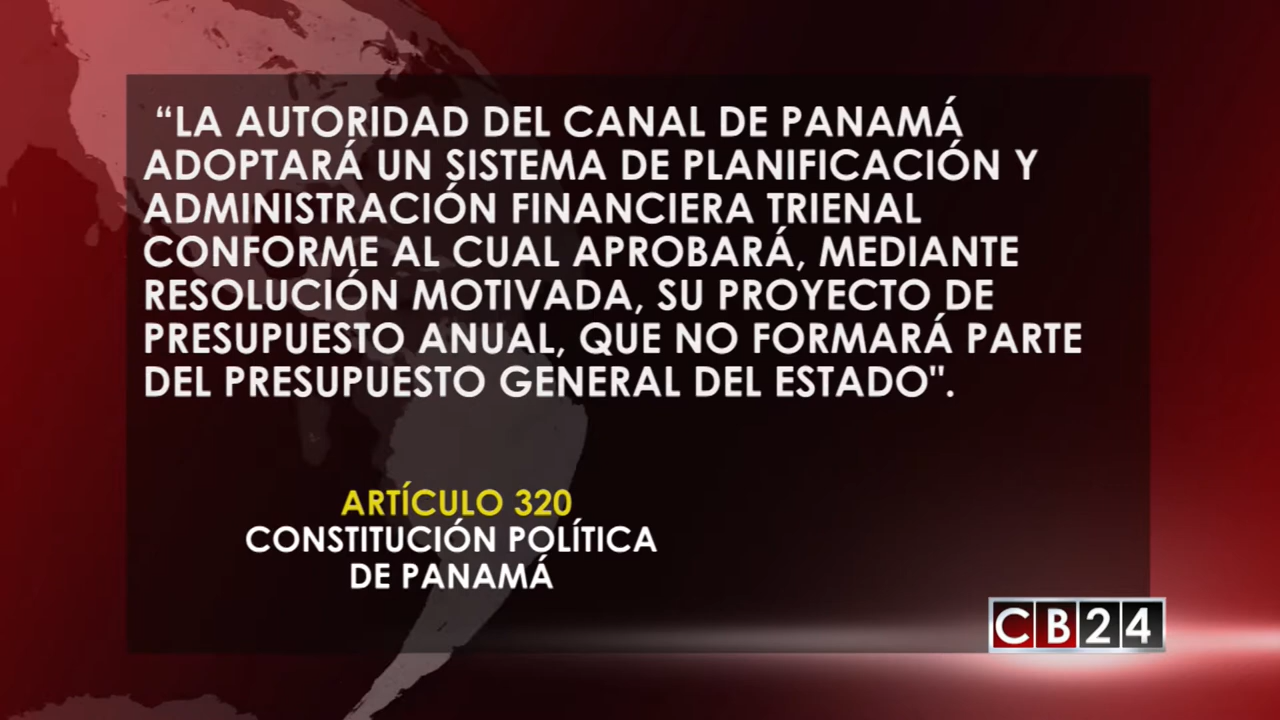 “LA AUTORIDAD DEL CANAL DE PANAMÁ
ADOPTARÁ UN SISTEMA DE PLANIFICACIÓN Y
ADMINISTRACIÓN FINANCIERA TRIENAL
CONFORME AL CUAL APROBARÁ, MEDIANTE
RESOLUCIÓN MOTIVADA, SU PROYECTO DE
PRESUPUESTO ANUAL, QUE NO FORMARÁ PARTE
DEL PRESUPUESTO GENERAL DEL ESTADO".
ARTÍCULO 320
CONSTITUCIÓN POLÍTICA
DE PANAMÁ
CB24